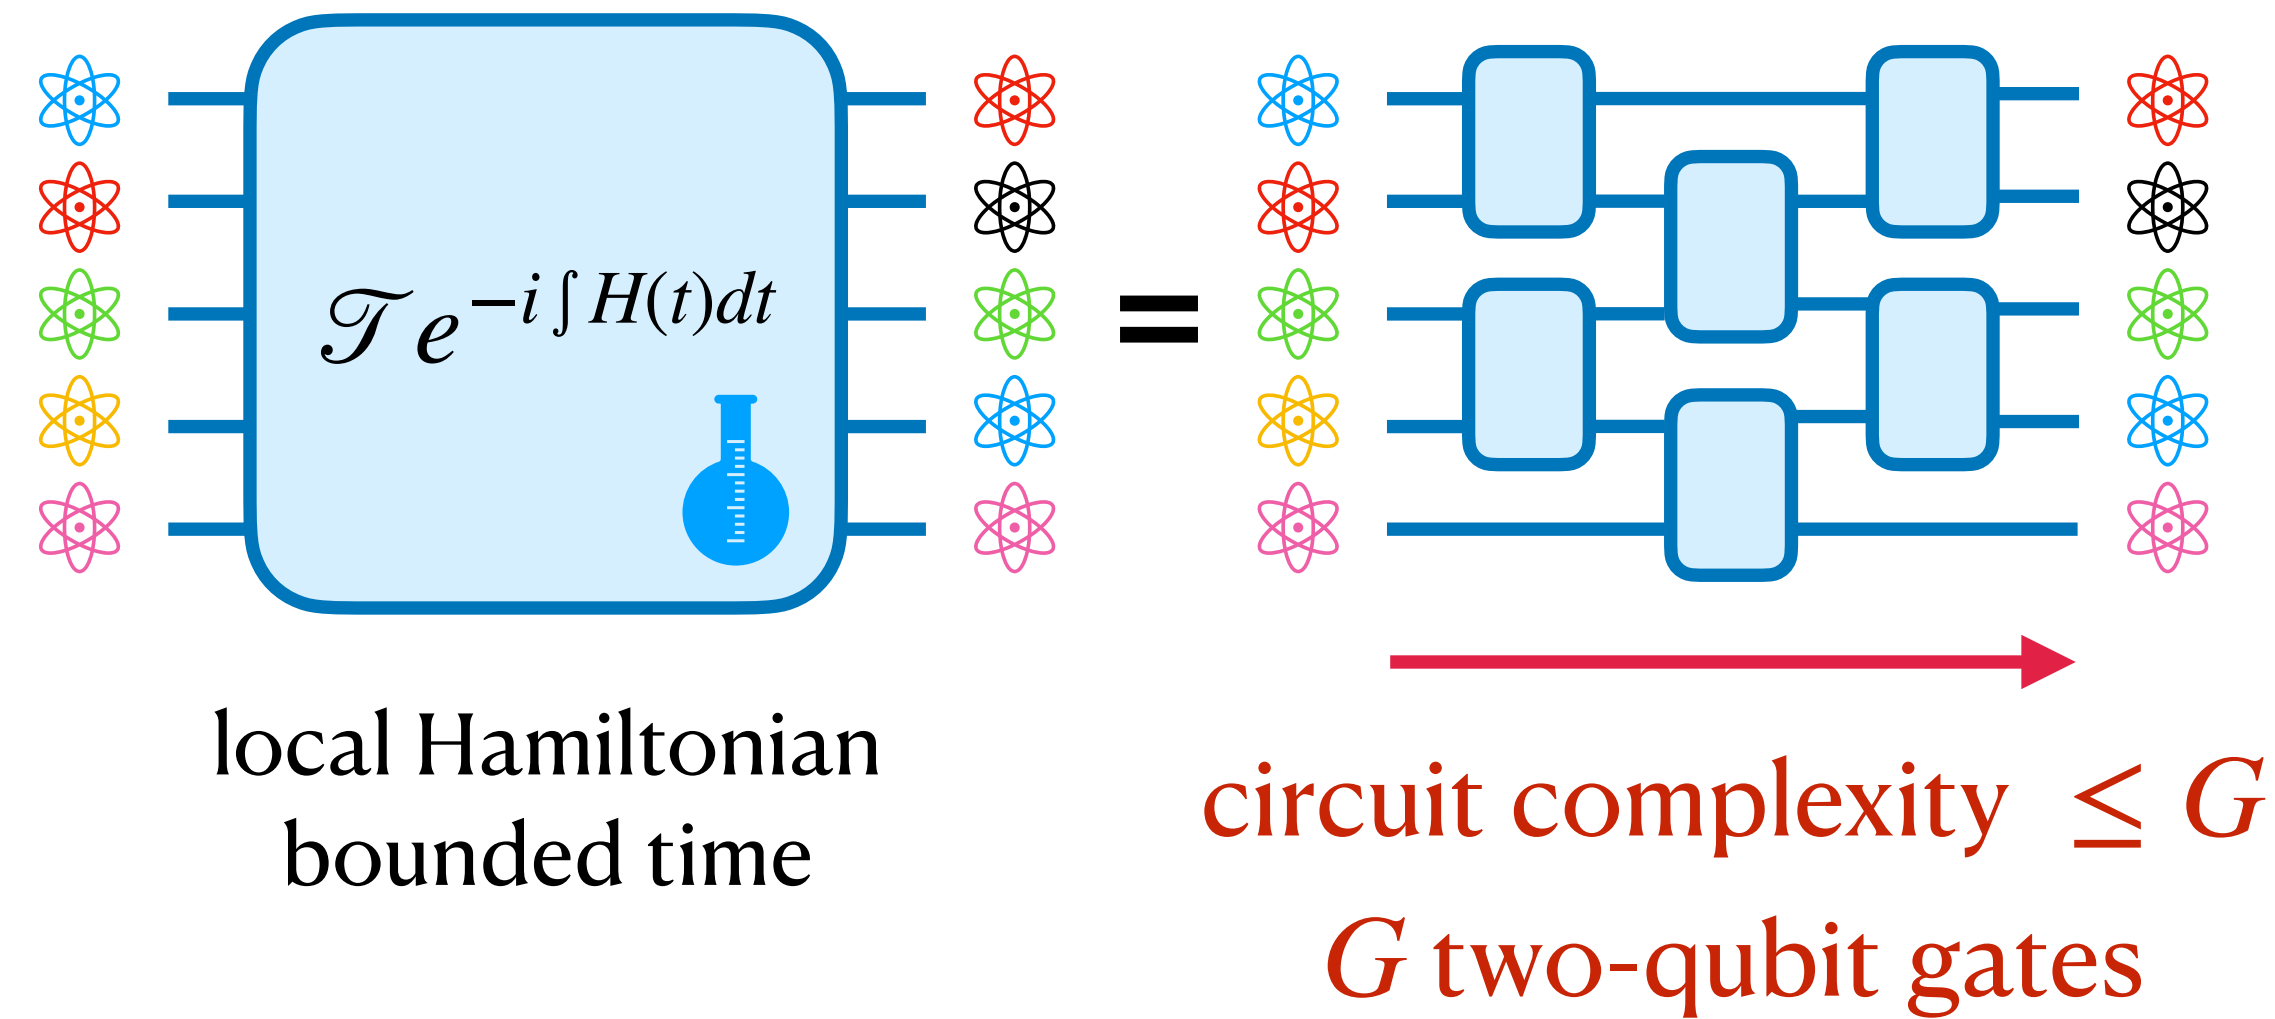 𝒯 e^{−i ∫ H(t)dt}
=
local Hamiltonian
bounded time
circuit complexity ≤ G
G two-qubit gates